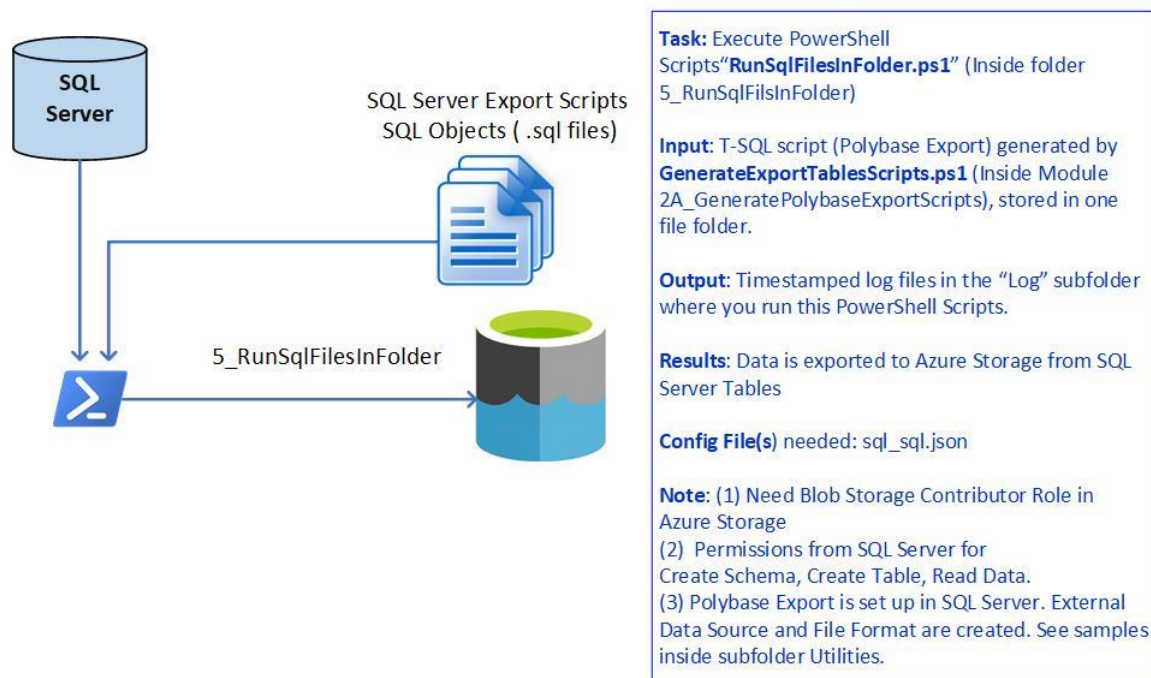 SQL
Server
SQL Server Export Scripts
SQL Objects ( .sql files)
5_RunSqlFilesInFolder
Task: Execute PowerShell
Scripts“RunSqlFilesInFolder.ps1” (Inside folder
5_RunSqlFilsInFolder)
Input: T-SQL script (Polybase Export) generated by
GenerateExportTablesScripts.ps1 (Inside Module
2A_GeneratePolybaseExportScripts), stored in one
file folder.
Output: Timestamped log files in the “Log” subfolder
where you run this PowerShell Scripts.
Results: Data is exported to Azure Storage from SQL
Server Tables
Config File(s) needed: sql_sql.json
Note: (1) Need Blob Storage Contributor Role in
Azure Storage
(2) Permissions from SQL Server for
Create Schema, Create Table, Read Data.
(3) Polybase Export is set up in SQL Server. External
Data Source and File Format are created. See samples
inside subfolder Utilities.